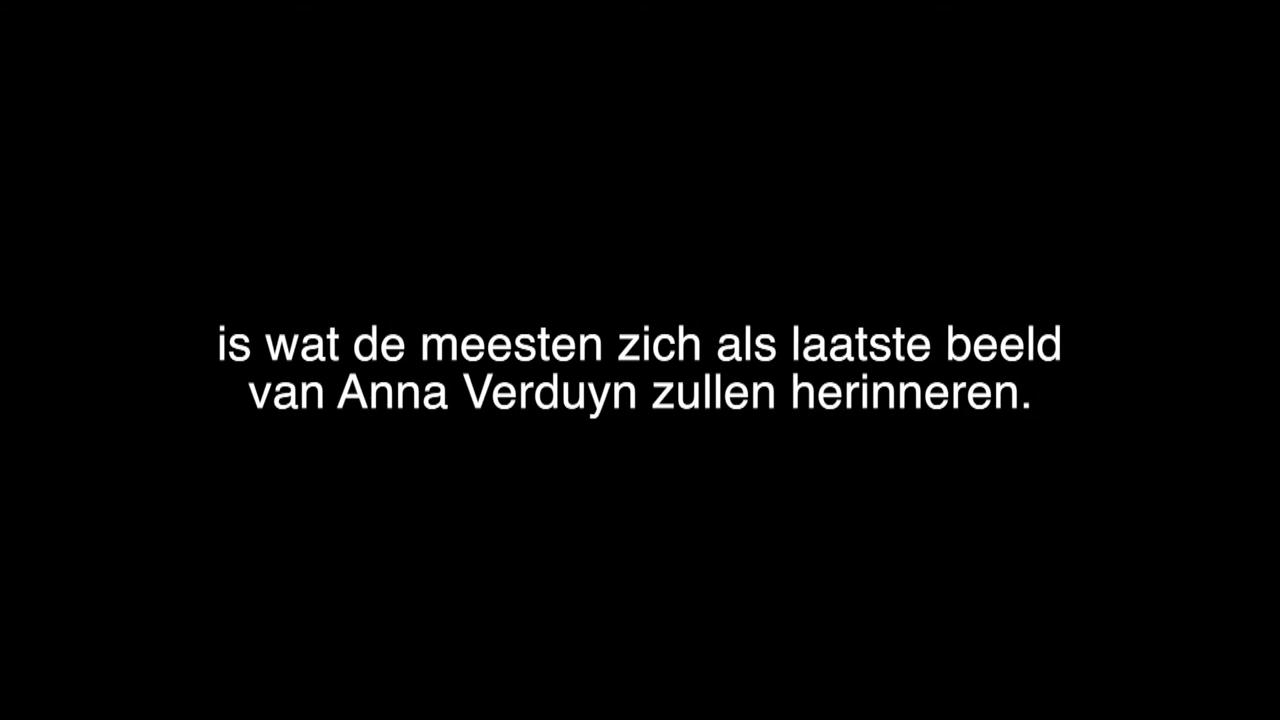 is wat de meesten zich als laatste beeld
van Anna Verduyn zullen herinneren.